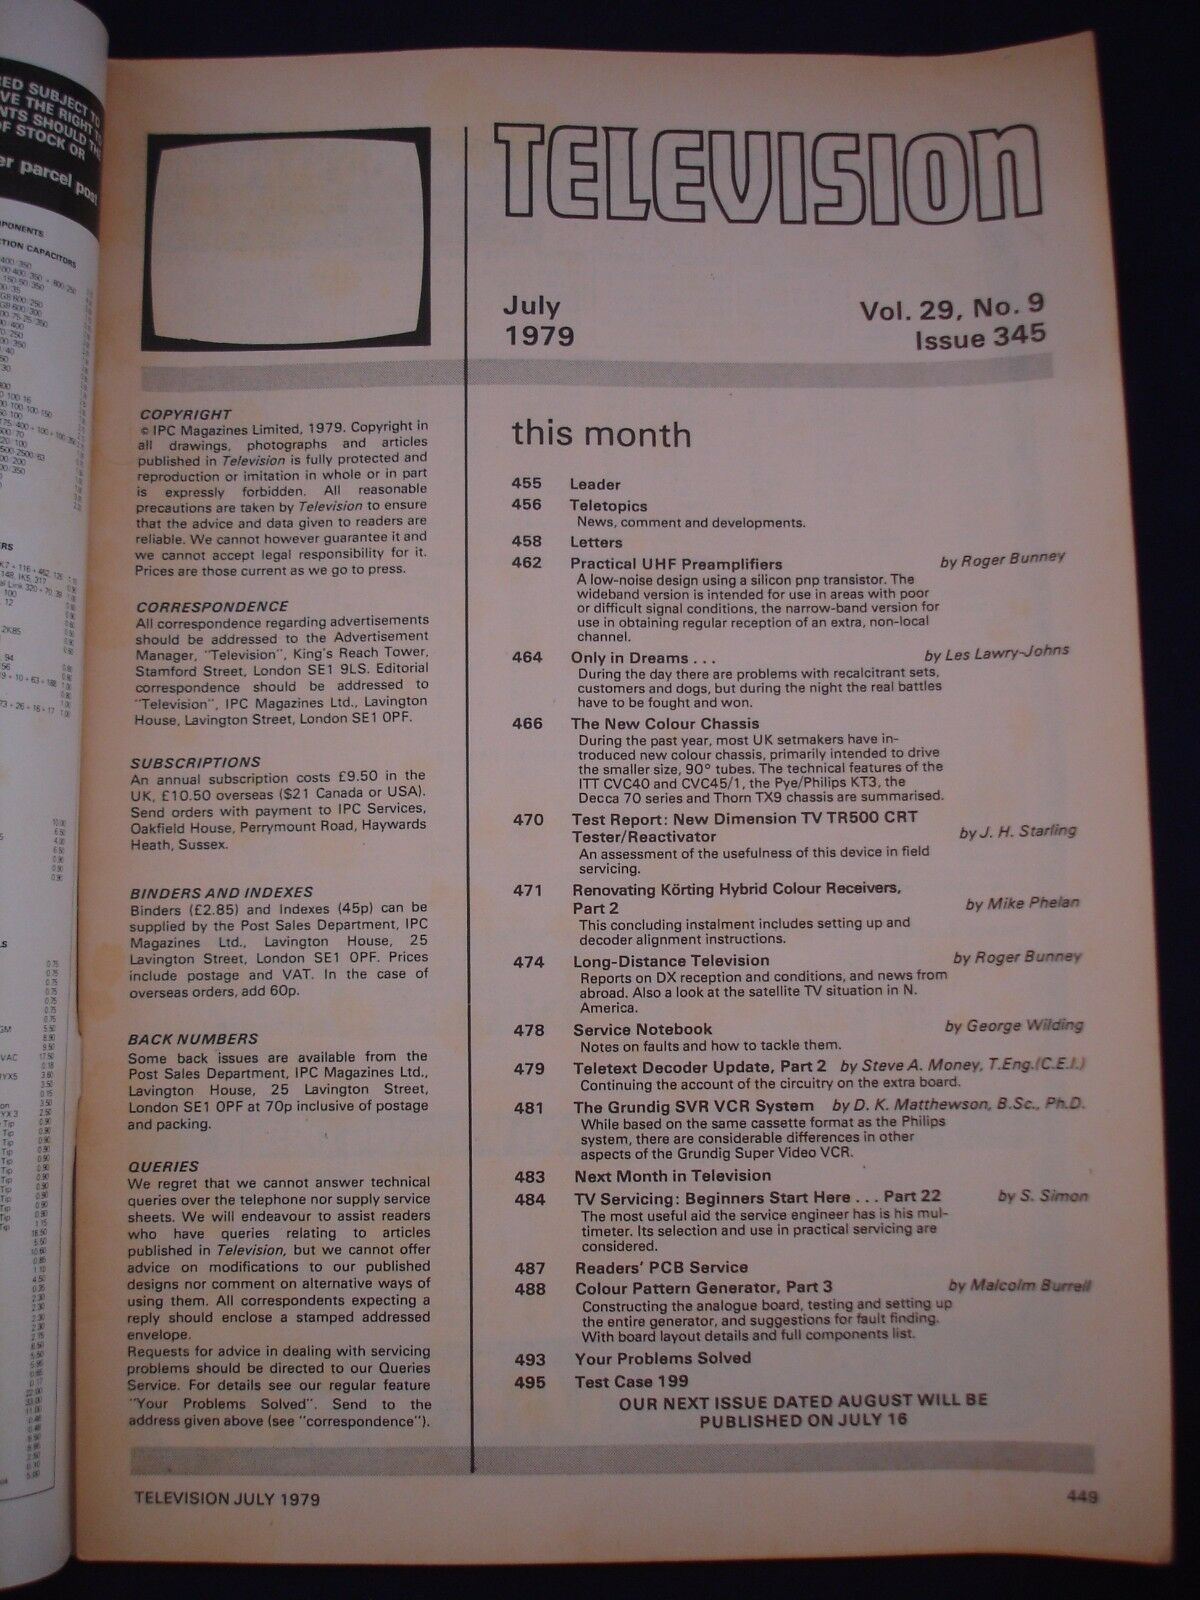 RED SUBJECT TO
VE THE RIGHT TO
NTS SHOULD THE
OF STOCK OR
er parcel post
TELEVISION
July
1979
Vol. 29, No. 9
Issue 345
COPYRIGHT
© IPC Magazines Limited, 1979. Copyright in
all drawings, photographs and articles
published in Television is fully protected and
reproduction or imitation in whole or in part
is expressly forbidden. All reasonable
precautions are taken by Television to ensure
that the advice and data given to readers are
reliable. We cannot however guarantee it and
we cannot accept legal responsibility for it.
Prices are those current as we go to press.
CORRESPONDENCE
All correspondence regarding advertisements
should be addressed to the Advertisement
Manager, "Television", King's Reach Tower,
Stamford Street, London SE1 9LS. Editorial
correspondence should be addressed to
"Television", IPC Magazines Ltd., Lavington
House, Lavington Street, London SE1 0PF.
SUBSCRIPTIONS
An annual subscription costs £9.50 in the
UK, £10.50 overseas ($21 Canada or USA).
Send orders with payment to IPC Services,
Oakfield House, Perrymount Road, Haywards
Heath, Sussex.
BINDERS AND INDEXES
Binders (£2.85) and Indexes (45p) can be
supplied by the Post Sales Department, IPC
Magazines Ltd., Lavington House, 25
Lavington Street, London SE1 0PF. Prices
include postage and VAT. In the case of
overseas orders, add 60p.
BACK NUMBERS
Some back issues are available from the
Post Sales Department, IPC Magazines Ltd.,
Lavington House, 25 Lavington Street,
London SE1 0PF at 70p inclusive of postage
and packing.
QUERIES
We regret that we cannot answer technical
queries over the telephone nor supply service
sheets. We will endeavour to assist readers
who have queries relating to articles
published in Television, but we cannot offer
advice on modifications to our published
designs nor comment on alternative ways of
using them. All correspondents expecting a
reply should enclose a stamped addressed
envelope.
Requests for advice in dealing with servicing
problems should be directed to our Queries
Service. For details see our regular feature
"Your Problems Solved". Send to the
address given above (see "correspondence").
this month
455 Leader
456 Teletopics
News, comment and developments.
458 Letters
462 Practical UHF Preamplifiers by Roger Bunney
A low-noise design using a silicon pnp transistor. The
wideband version is intended for use in areas with poor
or difficult signal conditions, the narrow-band version for
use in obtaining regular reception of an extra, non-local
channel.
464 Only in Dreams . . . by Les Lawry-Johns
During the day there are problems with recalcitrant sets,
customers and dogs, but during the night the real battles
have to be fought and won.
466 The New Colour Chassis
During the past year, most UK setmakers have in-
troduced new colour chassis, primarily intended to drive
the smaller size, 90° tubes. The technical features of the
ITT CVC40 and CVC45/1, the Pye/Philips KT3, the
Decca 70 series and Thorn TX9 chassis are summarised.
470 Test Report: New Dimension TV TR500 CRT
Tester/Reactivator by J. H. Starling
An assessment of the usefulness of this device in field
servicing.
471 Renovating Körting Hybrid Colour Receivers,
Part 2 by Mike Phelan
This concluding instalment includes setting up and
decoder alignment instructions.
474 Long-Distance Television by Roger Bunney
Reports on DX reception and conditions, and news from
abroad. Also a look at the satellite TV situation in N.
America.
478 Service Notebook by George Wilding
Notes on faults and how to tackle them.
479 Teletext Decoder Update, Part 2 by Steve A. Money, T.Eng.(C.E.I.)
Continuing the account of the circuitry on the extra board.
481 The Grundig SVR VCR System by D. K. Matthewson, B.Sc., Ph.D.
While based on the same cassette format as the Philips
system, there are considerable differences in other
aspects of the Grundig Super Video VCR.
483 Next Month in Television
484 TV Servicing: Beginners Start Here . . . Part 22 by S. Simon
The most useful aid the service engineer has is his mul-
timeter. Its selection and use in practical servicing are
considered.
487 Readers' PCB Service
488 Colour Pattern Generator, Part 3 by Malcolm Burrell
Constructing the analogue board, testing and setting up
the entire generator, and suggestions for fault finding.
With board layout details and full components list.
493 Your Problems Solved
495 Test Case 199
OUR NEXT ISSUE DATED AUGUST WILL BE
PUBLISHED ON JULY 16
TELEVISION JULY 1979
449